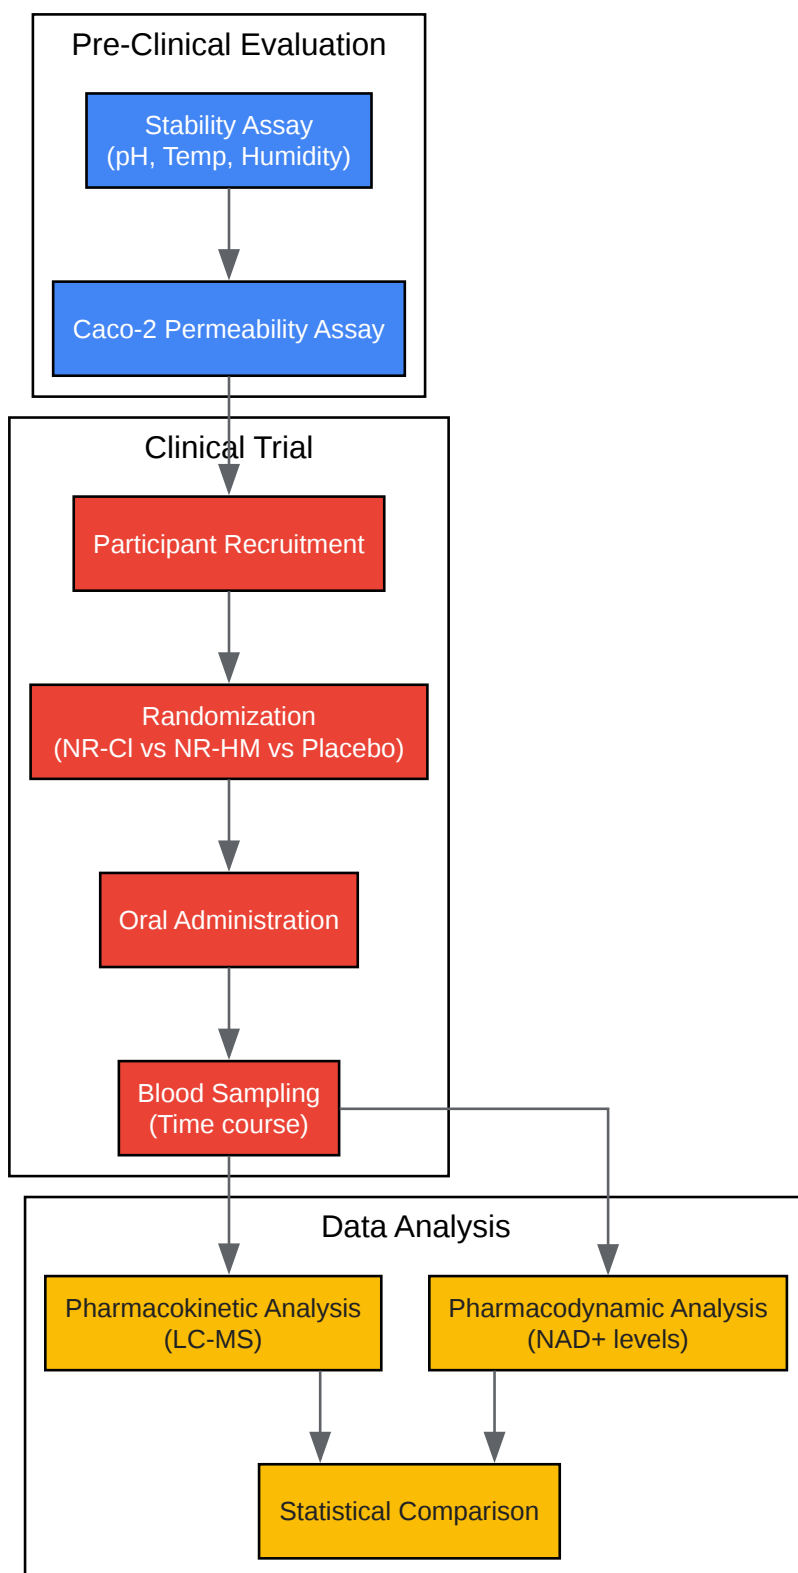 Pre-Clinical Evaluation
Stability Assay
(pH, Temp, Humidity)
Caco-2 Permeability Assay
Clinical Trial
Participant Recruitment
Randomization
(NR-Cl vs NR-HM vs Placebo)
Oral Administration
Blood Sampling
(Time course)
Data Analysis
Pharmacokinetic Analysis
(LC-MS)
Pharmacodynamic Analysis
(NAD+ levels)
Statistical Comparison